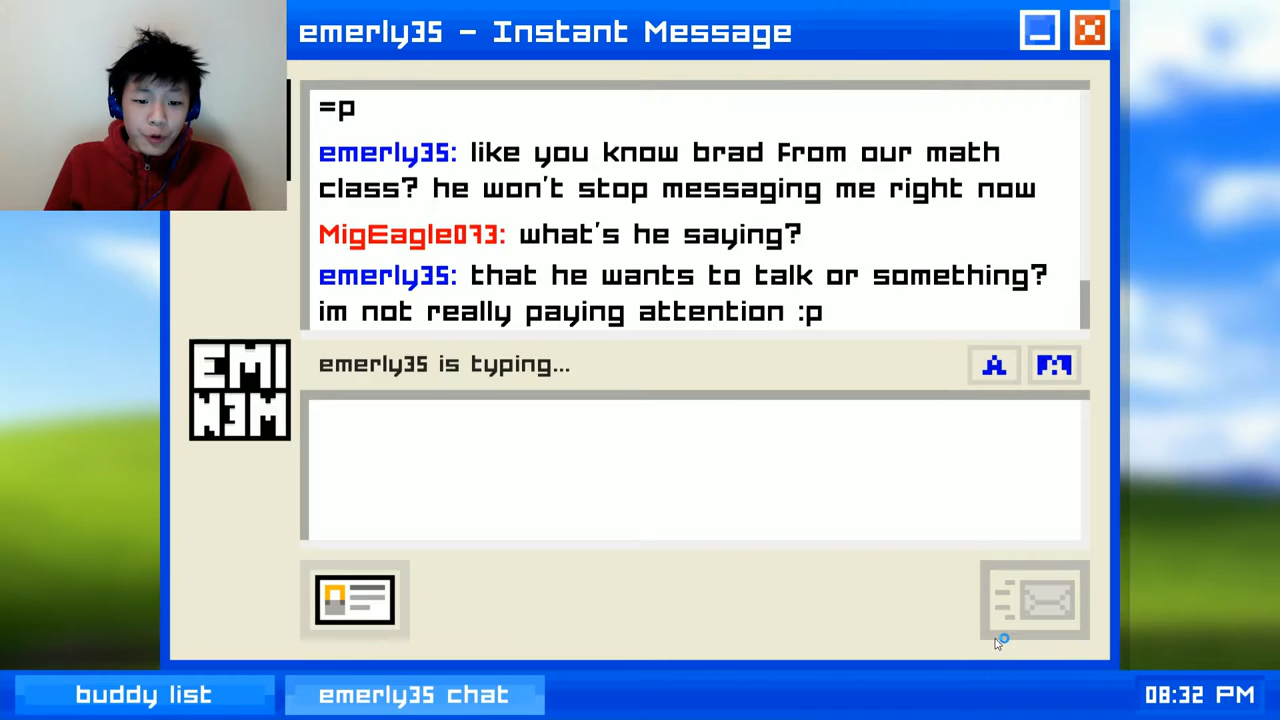 emerly35 - Instant Message
=p
emerly35: like you know brad from our math
class? he won't stop messaging me right now
MigEagle073: what's he saying?
emerly35: that he wants to talk or something?
im not really paying attention :p
emerly35 is typing...
A
EMI
NEM
buddy list
emerly35 chat
08:32 PM